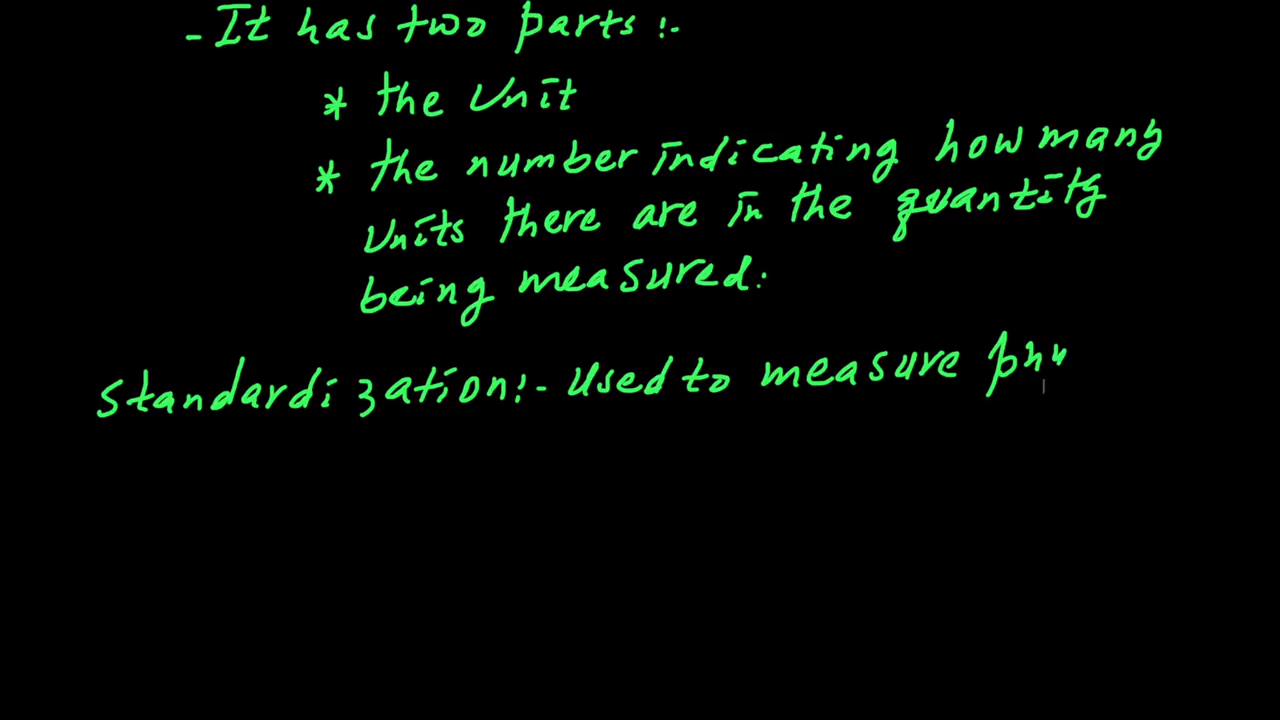 - It has two parts :-
* the Unit
* the number indicating how many
Units there are in the quantity
being measured.
Standardization:- Used to measure